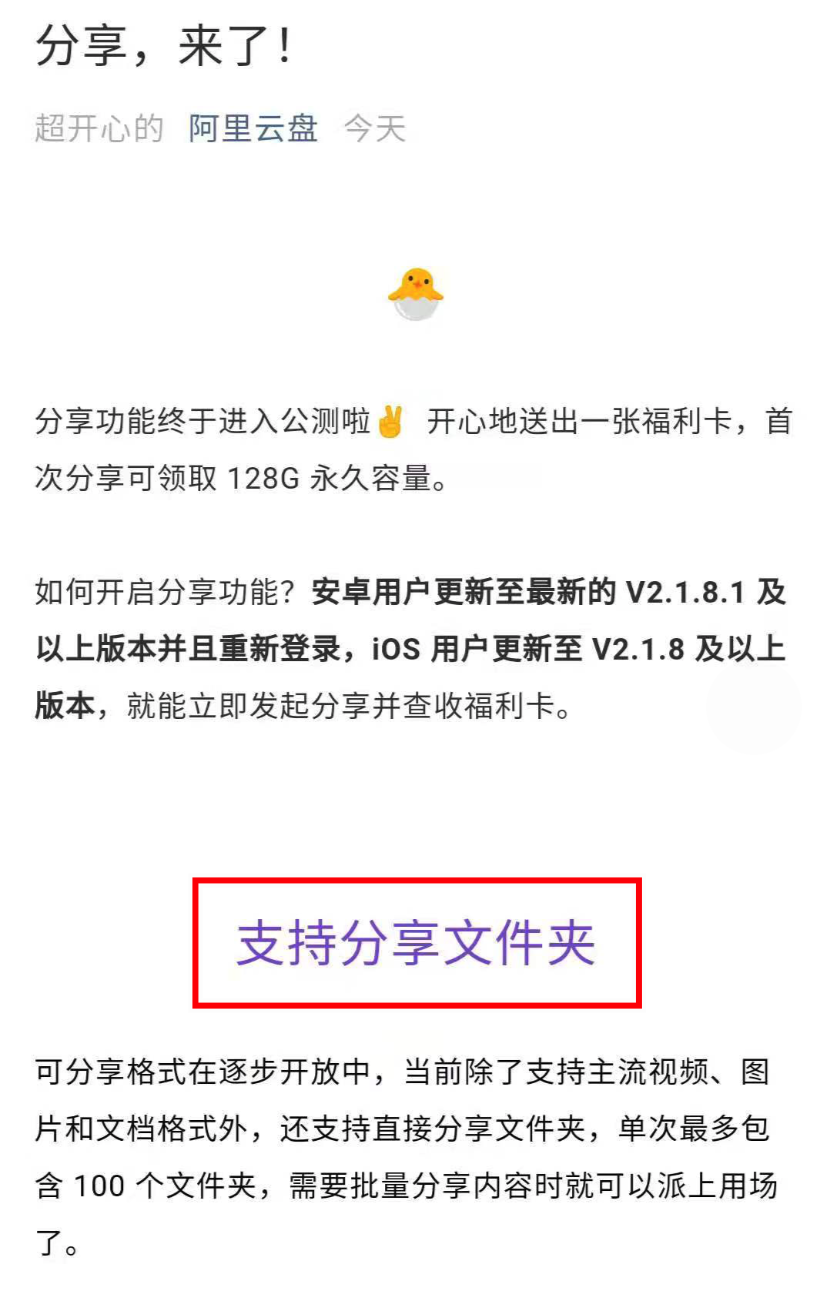 分享，来了！
超开心的 阿里云盘 今天
🐣
分享功能终于进入公测啦✌️ 开心地送出一张福利卡，首
次分享可领取 128G 永久容量。
如何开启分享功能？安卓用户更新至最新的 V2.1.8.1 及
以上版本并且重新登录，iOS 用户更新至 V2.1.8 及以上
版本，就能立即发起分享并查收福利卡。
支持分享文件夹
可分享格式在逐步开放中，当前除了支持主流视频、图
片和文档格式外，还支持直接分享文件夹，单次最多包
含 100 个文件夹，需要批量分享内容时就可以派上用场
了。